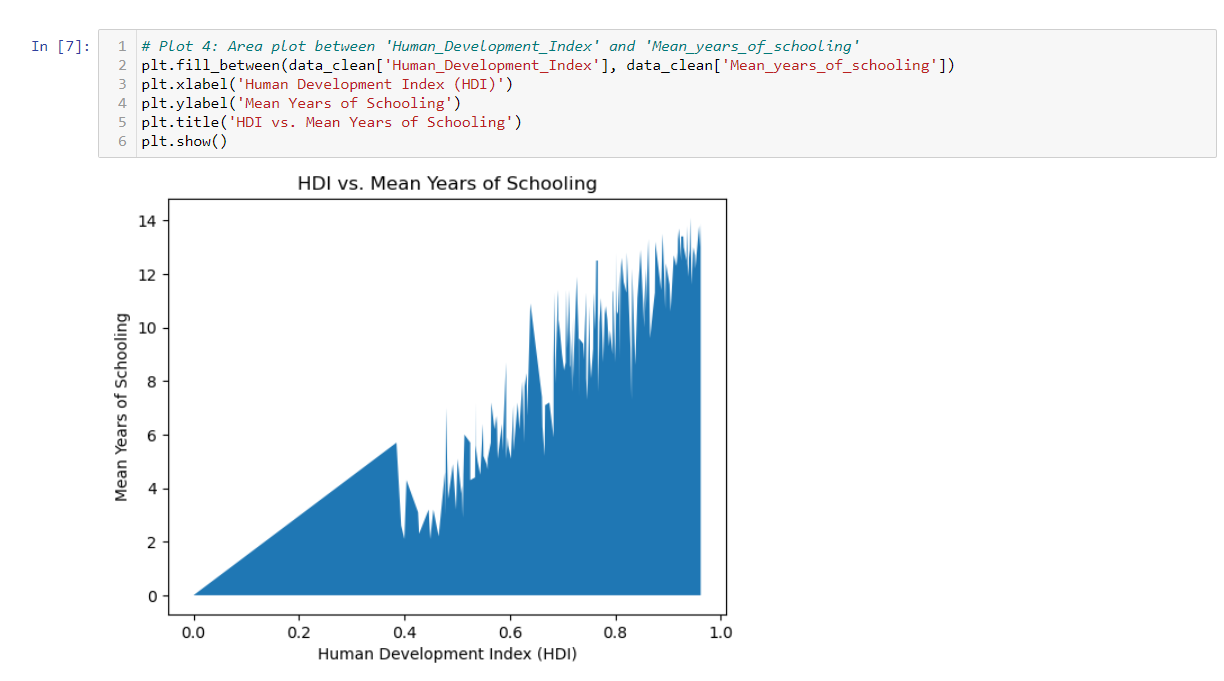 In [7]:
1 # Plot 4: Area plot between 'Human_Development_Index' and 'Mean_years_of_schooling'
2 plt.fill_between(data_clean['Human_Development_Index'], data_clean['Mean_years_of_schooling'])
3 plt.xlabel('Human Development Index (HDI)')
4 plt.ylabel('Mean Years of Schooling')
5 plt.title('HDI vs. Mean Years of Schooling')
6 plt.show()
HDI vs. Mean Years of Schooling
Mean Years of Schooling
14
12
10
8
6
4
2
0
0.0 0.2 0.4 0.6 0.8 1.0
Human Development Index (HDI)